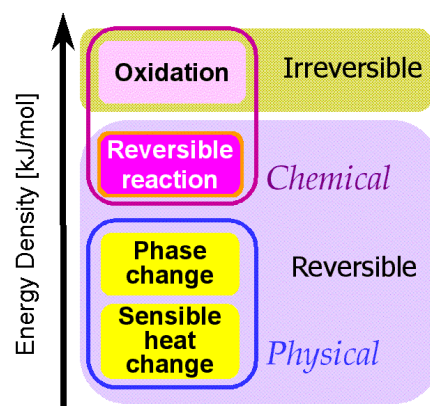 Energy Density [kJ/mol]
Oxidation
Irreversible
Reversible
reaction
Chemical
Phase
change
Reversible
Sensible
heat
change
Physical